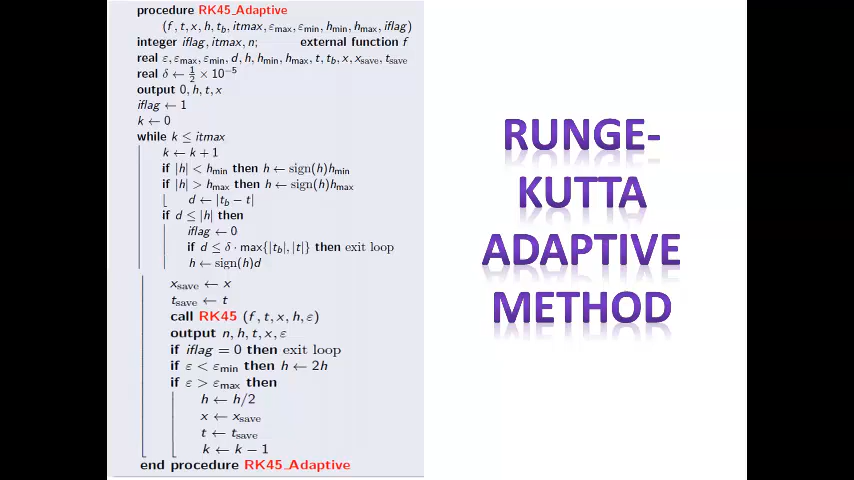 procedure RK45_Adaptive
(f, t, x, h, t_b, itmax, ε_max, ε_min, h_min, h_max, iflag)
integer iflag, itmax, n; external function f
real ε, ε_max, ε_min, d, h, h_min, h_max, t, t_b, x, x_save, t_save
real δ ← ½ × 10⁻⁵
output 0, h, t, x
iflag ← 1
k ← 0
while k ≤ itmax
k ← k + 1
if |h| < h_min then h ← sign(h)h_min
if |h| > h_max then h ← sign(h)h_max
d ← |t_b − t|
if d ≤ |h| then
iflag ← 0
if d ≤ δ · max{|t_b|, |t|} then exit loop
h ← sign(h)d
x_save ← x
t_save ← t
call RK45 (f, t, x, h, ε)
output n, h, t, x, ε
if iflag = 0 then exit loop
if ε < ε_min then h ← 2h
if ε > ε_max then
h ← h/2
x ← x_save
t ← t_save
k ← k − 1
end procedure RK45_Adaptive
RUNGE-
KUTTA
ADAPTIVE
METHOD